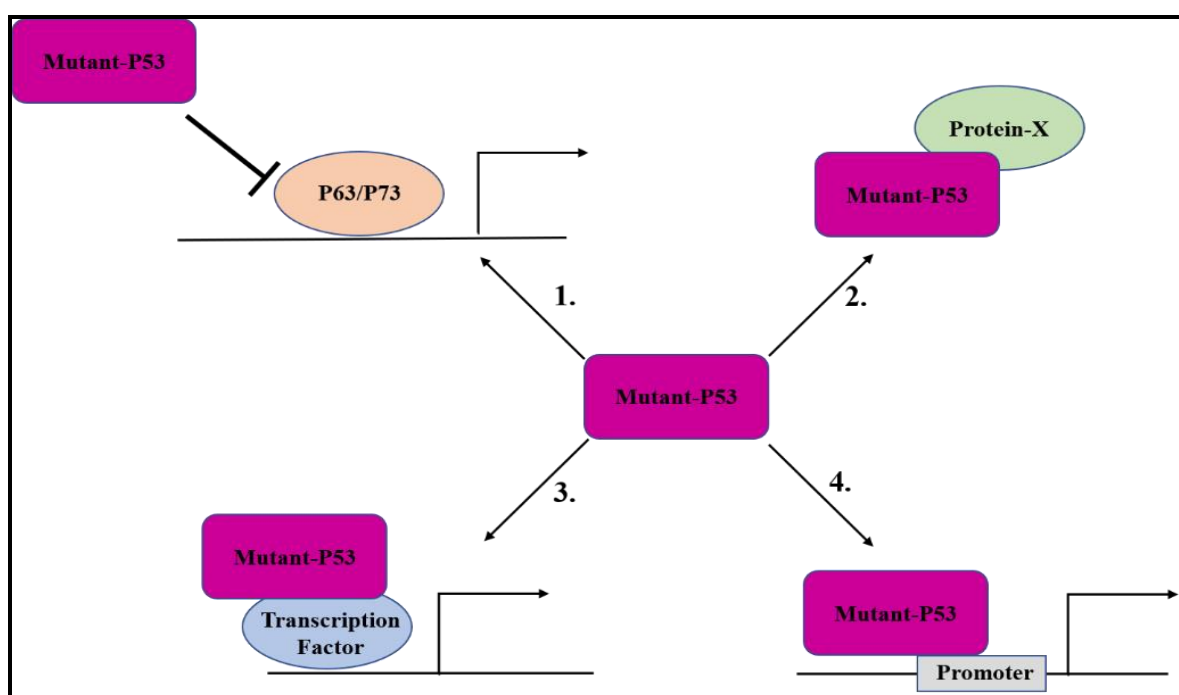 Mutant-P53
Protein-X
P63/P73
Mutant-P53
1.
2.
Mutant-P53
3.
4.
Mutant-P53
Transcription
Factor
Mutant-P53
Promoter